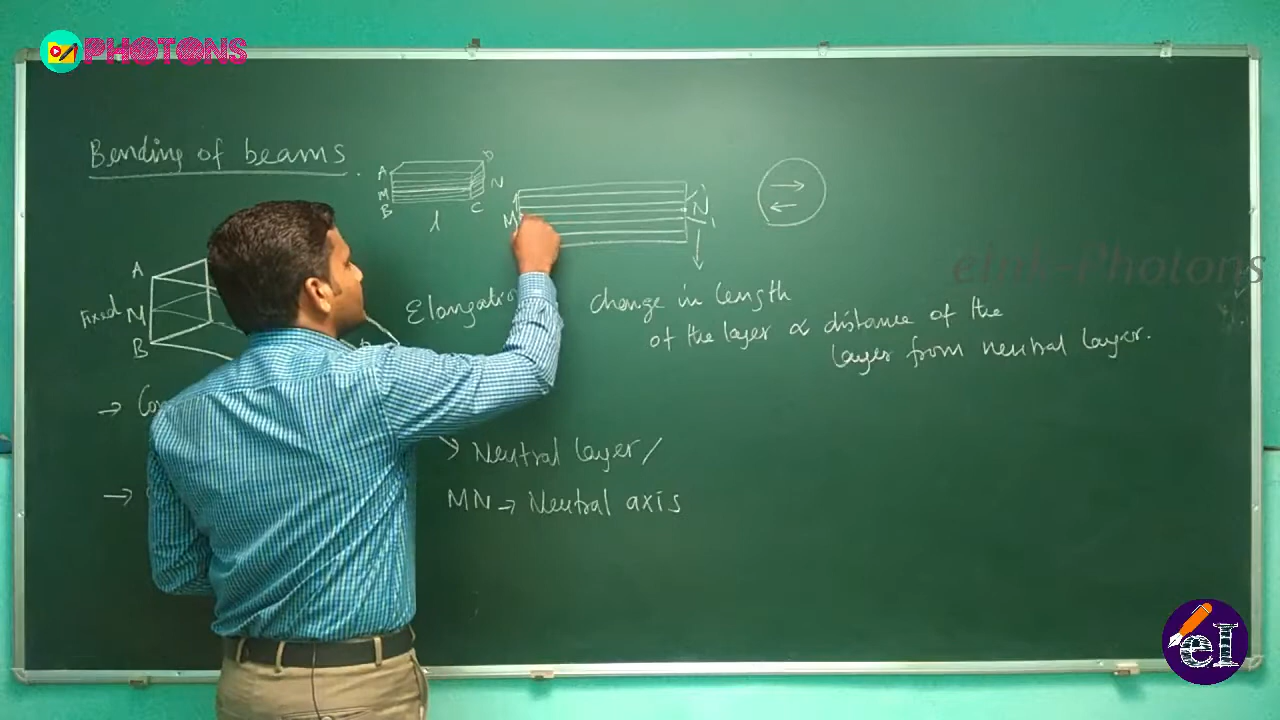 PHOTONS
Bending of beams.
A
D
M
N
B
C
l
M
N
eink-Photons
A
Fixed
B
change in length
of the layer ∝ distance of the
layer from neutral layer.
→ Neutral layer/
MN → Neutral axis
eI